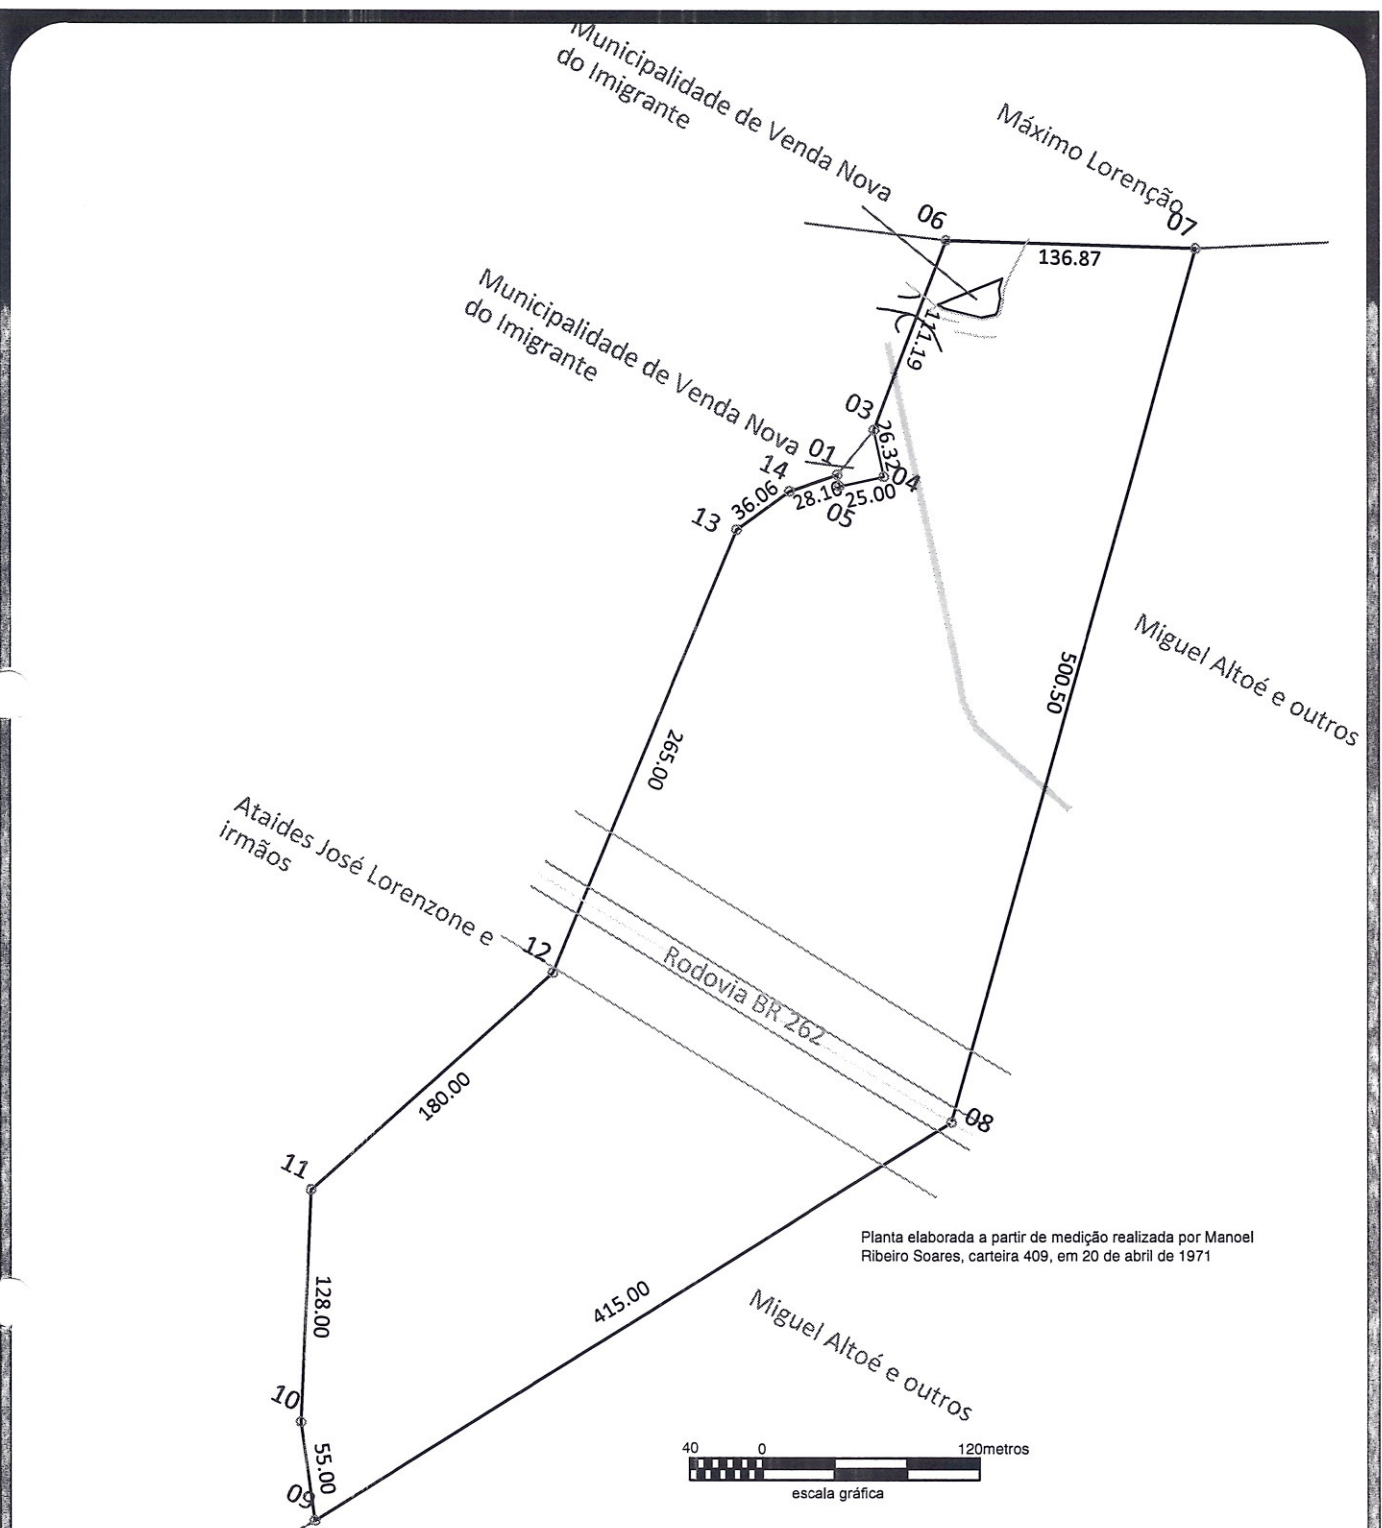 Municipalidade de Venda Nova
do Imigrante
Máximo Lorenção
06
07
136.87
Municipalidade de Venda Nova
do Imigrante
111.19
03
26.32
01
14
04
28.16
25.00
36.06
05
13
Miguel Altoé e outros
500.50
265.00
Ataides José Lorenzone e
irmãos
12
Rodovia BR 262
08
180.00
11
Planta elaborada a partir de medição realizada por Manoel
Ribeiro Soares, carteira 409, em 20 de abril de 1971
128.00
415.00
Miguel Altoé e outros
10
55.00
09
40 0 120metros
escala gráfica